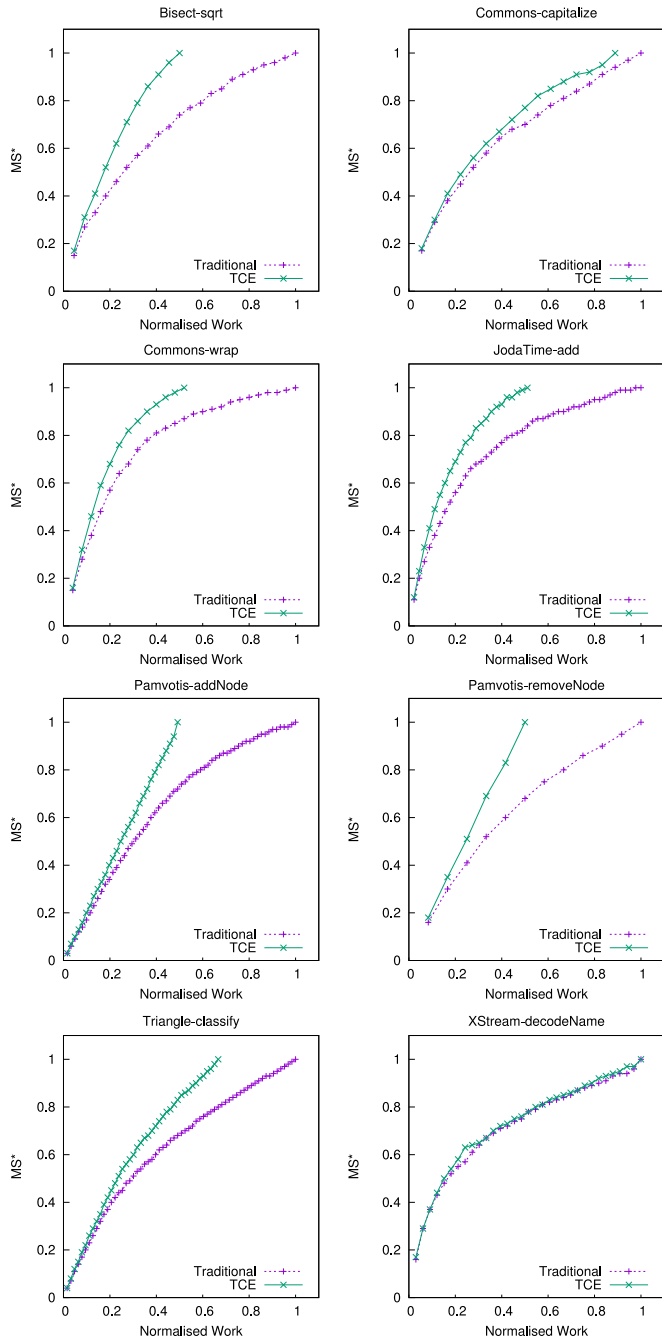 Bisect-sqrt
1
0.8
0.6
0.4
0.2
0
MS*
Traditional
TCE
0 0.2 0.4 0.6 0.8 1
Normalised Work
Commons-capitalize
1
0.8
0.6
0.4
0.2
0
MS*
Traditional
TCE
0 0.2 0.4 0.6 0.8 1
Normalised Work
Commons-wrap
1
0.8
0.6
0.4
0.2
0
MS*
Traditional
TCE
0 0.2 0.4 0.6 0.8 1
Normalised Work
JodaTime-add
1
0.8
0.6
0.4
0.2
0
MS*
Traditional
TCE
0 0.2 0.4 0.6 0.8 1
Normalised Work
Pamvotis-addNode
1
0.8
0.6
0.4
0.2
0
MS*
Traditional
TCE
0 0.2 0.4 0.6 0.8 1
Normalised Work
Pamvotis-removeNode
1
0.8
0.6
0.4
0.2
0
MS*
Traditional
TCE
0 0.2 0.4 0.6 0.8 1
Normalised Work
Triangle-classify
1
0.8
0.6
0.4
0.2
0
MS*
Traditional
TCE
0 0.2 0.4 0.6 0.8 1
Normalised Work
XStream-decodeName
1
0.8
0.6
0.4
0.2
0
MS*
Traditional
TCE
0 0.2 0.4 0.6 0.8 1
Normalised Work